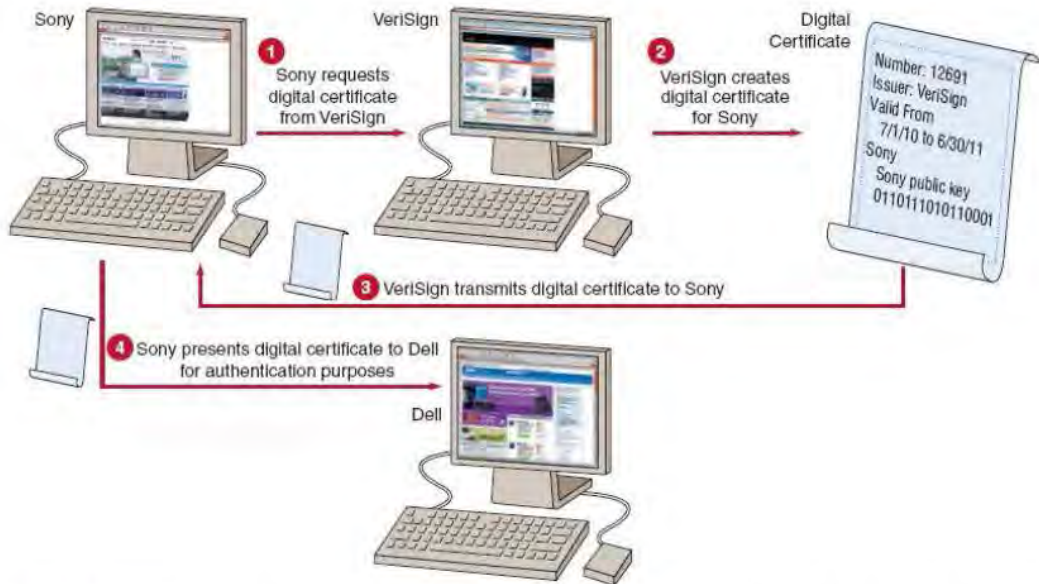 Sony
VeriSign
Digital
Certificate
1
Sony requests
digital certificate
from VeriSign
2
VeriSign creates
digital certificate
for Sony
Number: 12691
Issuer: VeriSign
Valid From
7/1/10 to 6/30/11
Sony
Sony public key
0110111010110001
3 VeriSign transmits digital certificate to Sony
4 Sony presents digital certificate to Dell
for authentication purposes
Dell